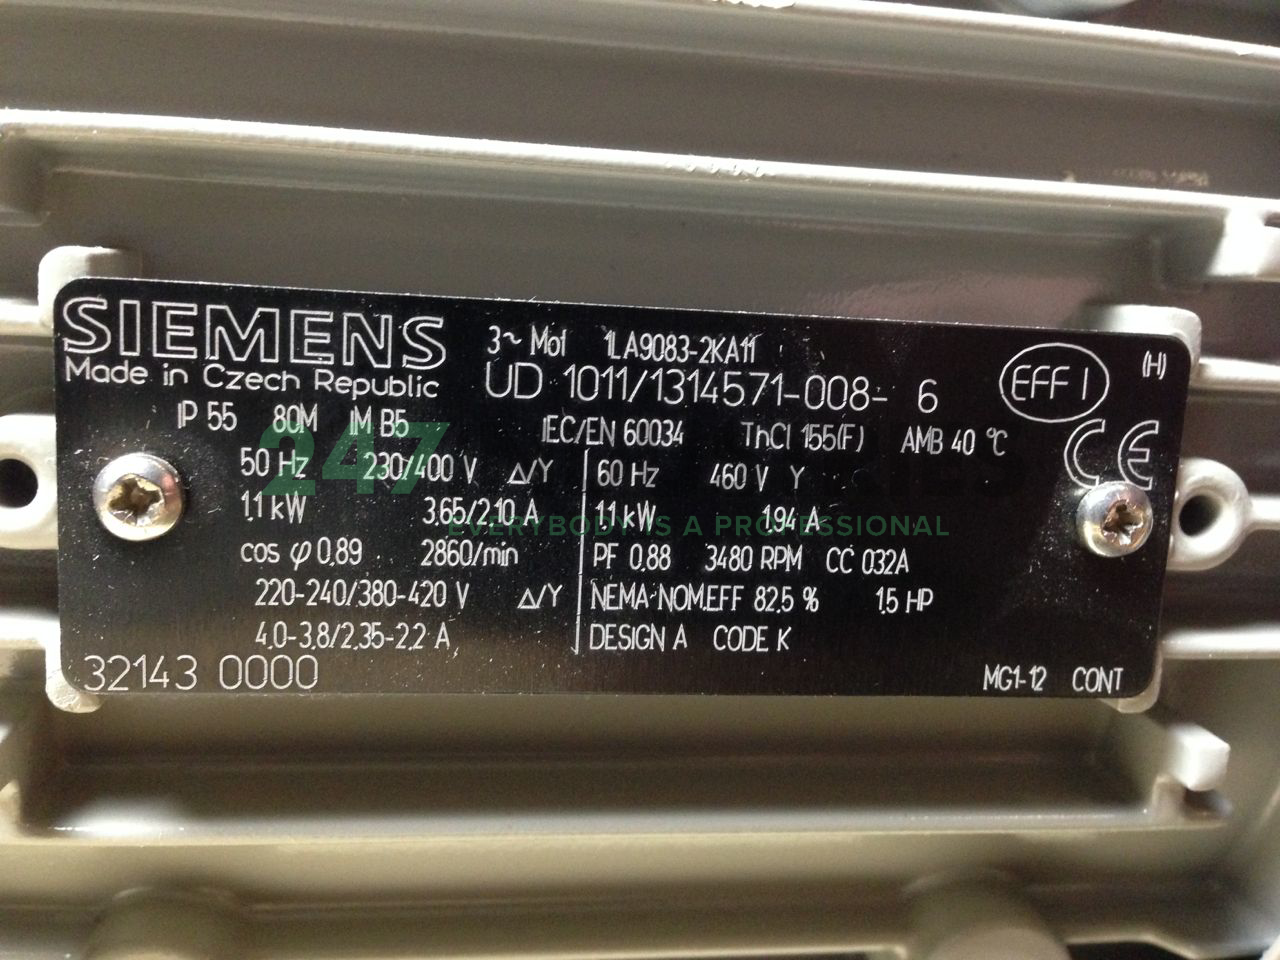 SIEMENS
3~ Mot 1LA9083-2KA11
Made in Czech Republic
UD 1011/1314571-008- 6
EFF 1
(H)
IP 55 80M IM B5 IEC/EN 60034 ThCl 155(F) AMB 40 °C
CE
50 Hz 230/400 V Δ/Y
1,1 kW 3,65/2,10 A
cos φ 0,89 2860/min
220-240/380-420 V Δ/Y
4,0-3,8/2,35-2,2 A
60 Hz 460 V Y
1,1 kW 1,94 A
PF 0,88 3480 RPM CC 032A
NEMA NOM.EFF 82,5 % 1,5 HP
DESIGN A CODE K
32143 0000
MG1-12 CONT
247
EVERYBODY IS A PROFESSIONAL